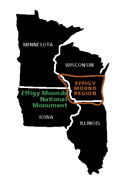 MINNESOTA
WISCONSIN
EFFIGY
MOUND
REGION
Effigy Mounds
National
Monument
IOWA
ILLINOIS